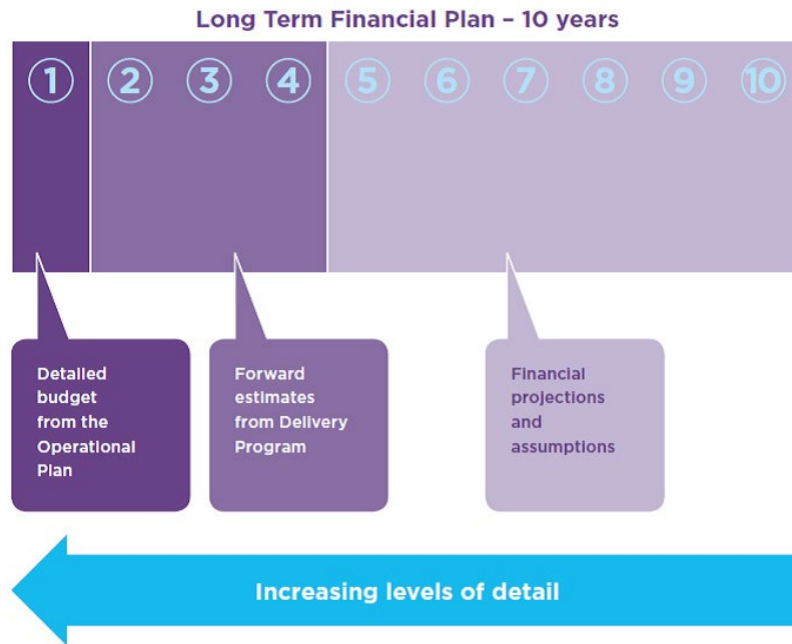 Long Term Financial Plan – 10 years
1 2 3 4 5 6 7 8 9 10
Detailed
budget
from the
Operational
Plan
Forward
estimates
from Delivery
Program
Financial
projections
and
assumptions
Increasing levels of detail